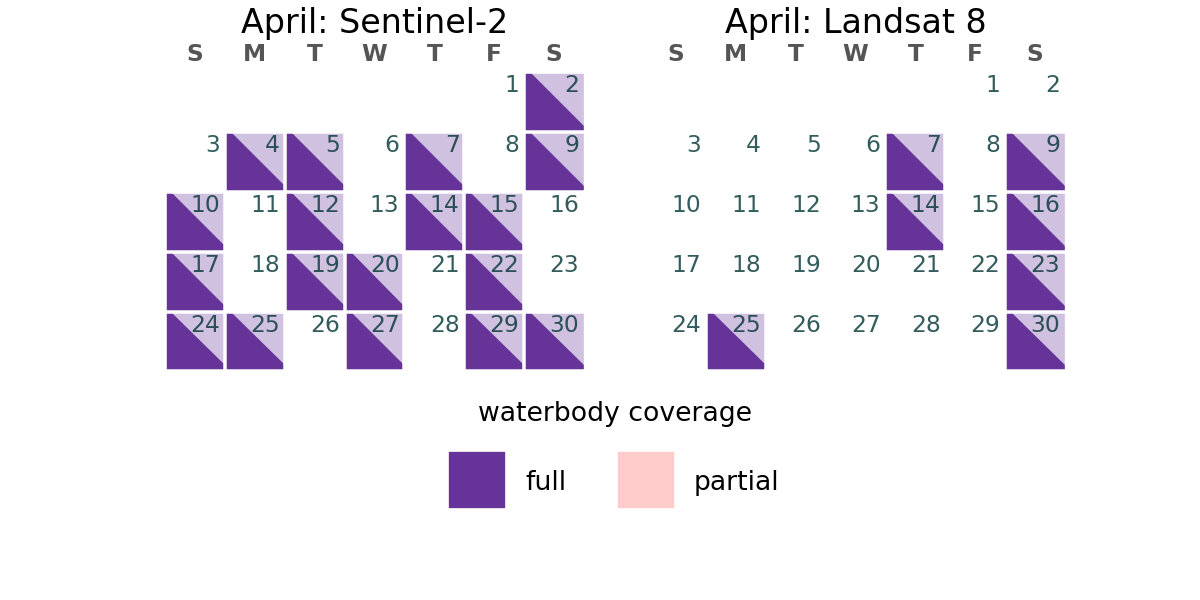 April: Sentinel-2
S M T W T F S
1 2
3 4 5 6 7 8 9
10 11 12 13 14 15 16
17 18 19 20 21 22 23
24 25 26 27 28 29 30
April: Landsat 8
S M T W T F S
1 2
3 4 5 6 7 8 9
10 11 12 13 14 15 16
17 18 19 20 21 22 23
24 25 26 27 28 29 30
waterbody coverage
full partial